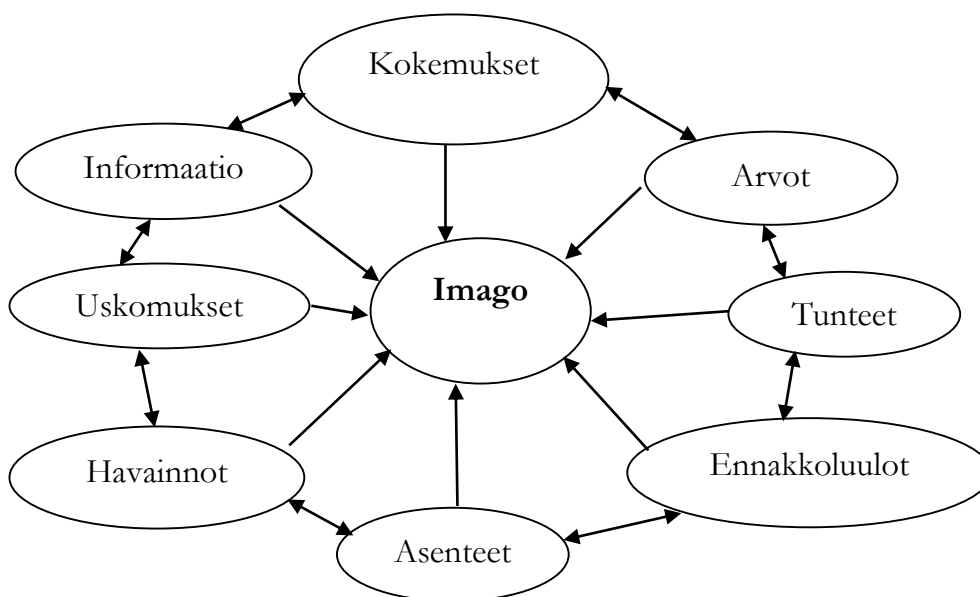 Kokemukset
Informaatio
Arvot
Imago
Uskomukset
Tunteet
Havainnot
Ennakkoluulot
Asenteet